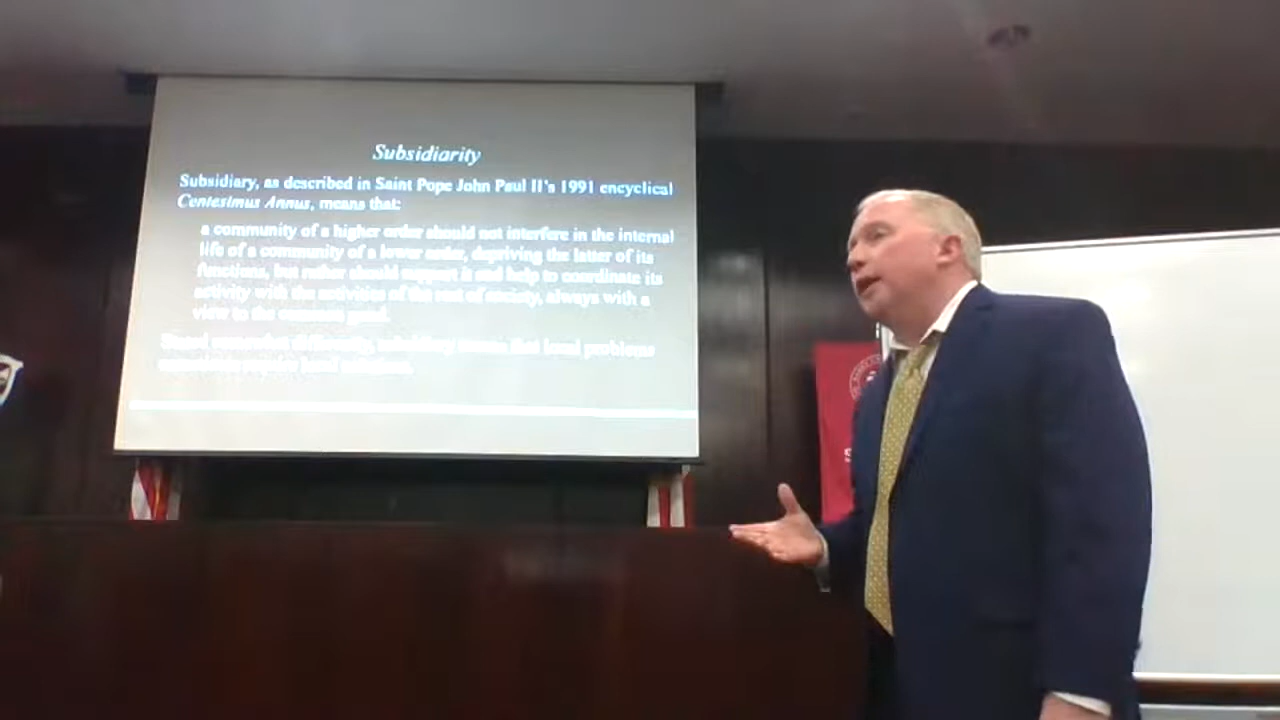 Subsidiarity
Subsidiary, as described in Saint Pope John Paul II's 1991 encyclical
Centesimus Annus, means that:
a community of a higher order should not interfere in the internal
life of a community of a lower order, depriving the latter of its
functions, but rather should support it and help to coordinate its
activity with the activities of the rest of society, always with a
view to the common good.
that local problems